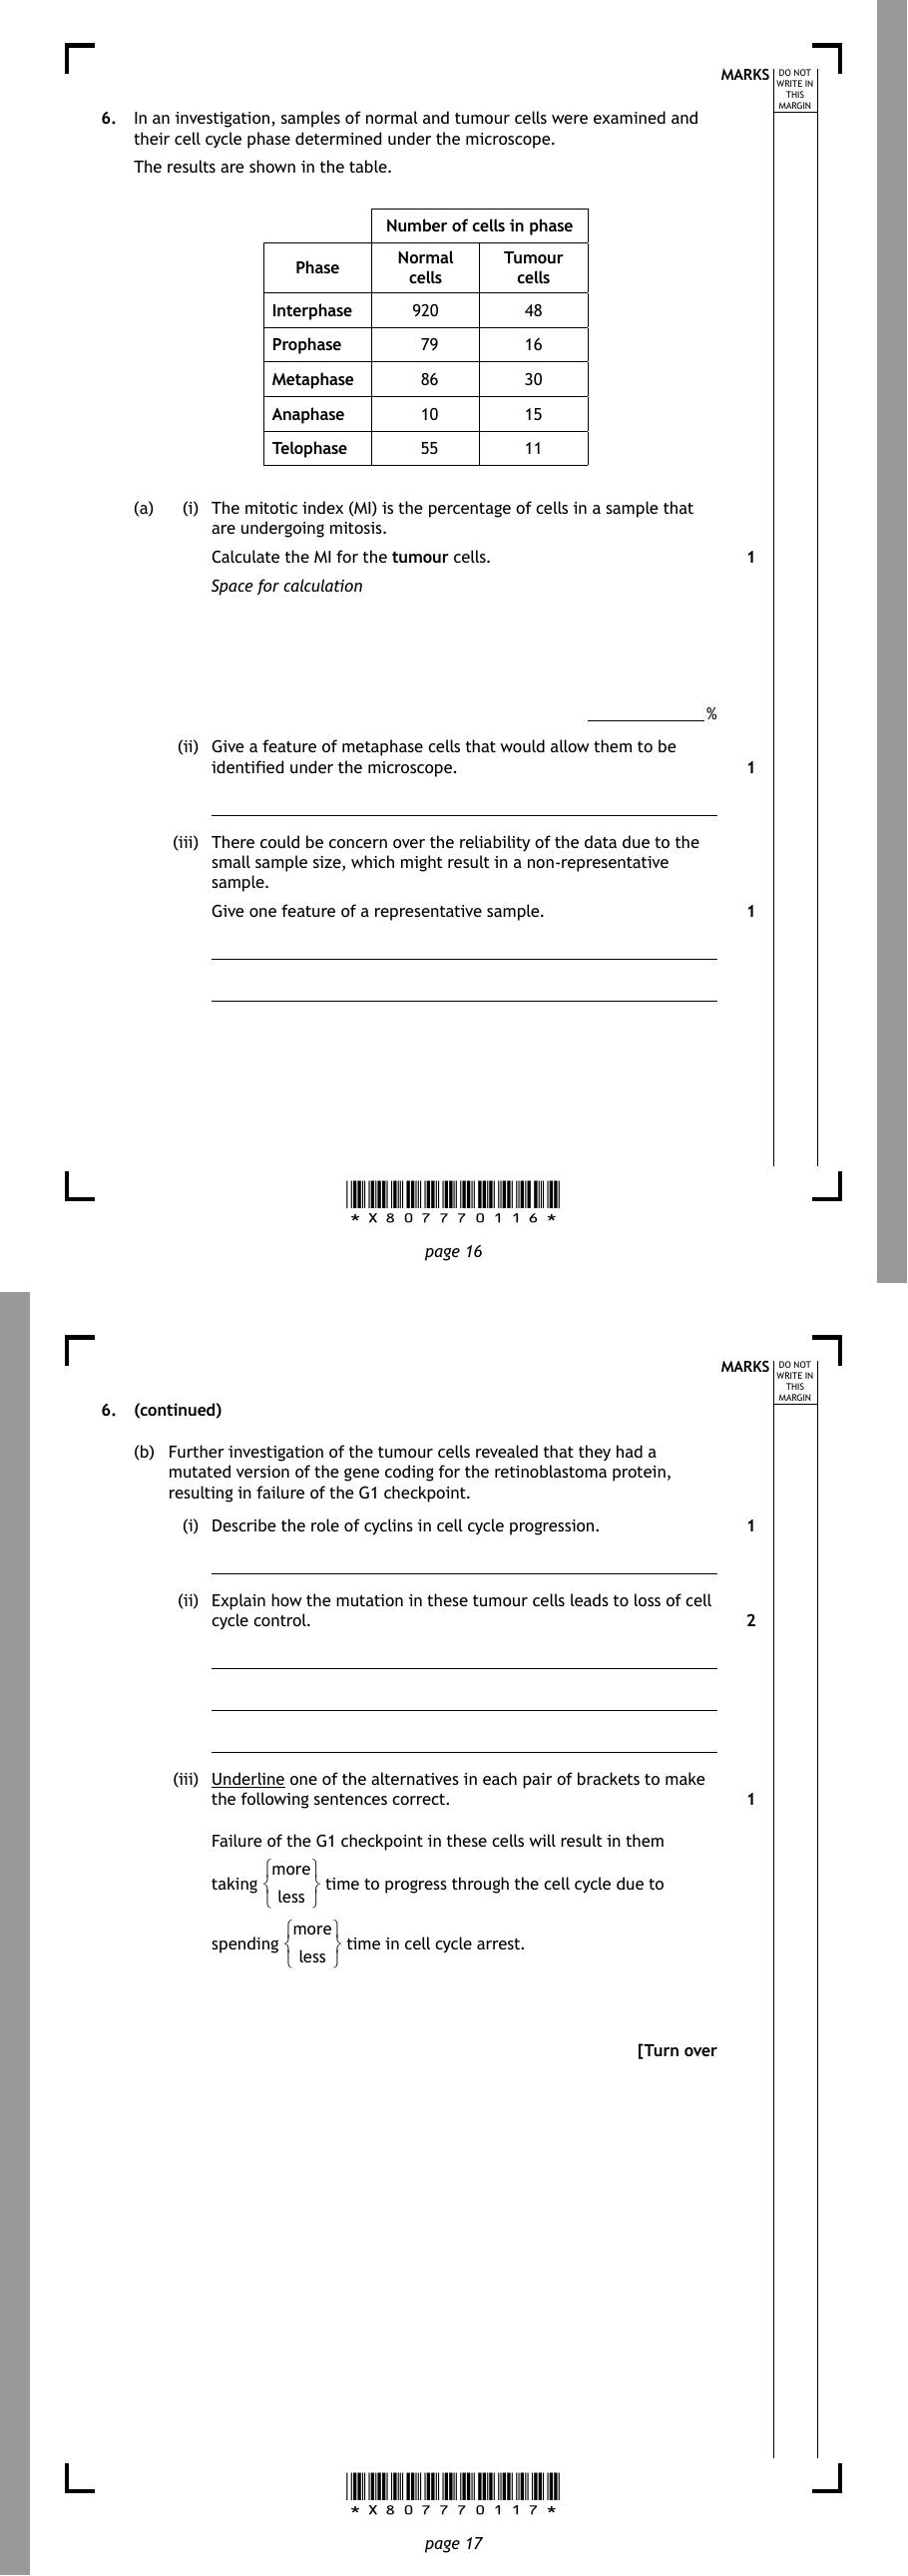 MARKS
DO NOT
WRITE IN
THIS
MARGIN
6. In an investigation, samples of normal and tumour cells were examined and
their cell cycle phase determined under the microscope.
The results are shown in the table.
Number of cells in phase
Phase Normal cells Tumour cells
Interphase 920 48
Prophase 79 16
Metaphase 86 30
Anaphase 10 15
Telophase 55 11
(a) (i) The mitotic index (MI) is the percentage of cells in a sample that
are undergoing mitosis.
Calculate the MI for the tumour cells. 1
Space for calculation
%
(ii) Give a feature of metaphase cells that would allow them to be
identified under the microscope. 1
(iii) There could be concern over the reliability of the data due to the
small sample size, which might result in a non-representative
sample.
Give one feature of a representative sample. 1
* X 8 0 7 7 7 0 1 1 6 *
page 16
MARKS
DO NOT
WRITE IN
THIS
MARGIN
6. (continued)
(b) Further investigation of the tumour cells revealed that they had a
mutated version of the gene coding for the retinoblastoma protein,
resulting in failure of the G1 checkpoint.
(i) Describe the role of cyclins in cell cycle progression. 1
(ii) Explain how the mutation in these tumour cells leads to loss of cell
cycle control. 2
(iii) Underline one of the alternatives in each pair of brackets to make
the following sentences correct. 1
Failure of the G1 checkpoint in these cells will result in them
more
taking time to progress through the cell cycle due to
less
more
spending time in cell cycle arrest.
less
[Turn over
* X 8 0 7 7 7 0 1 1 7 *
page 17